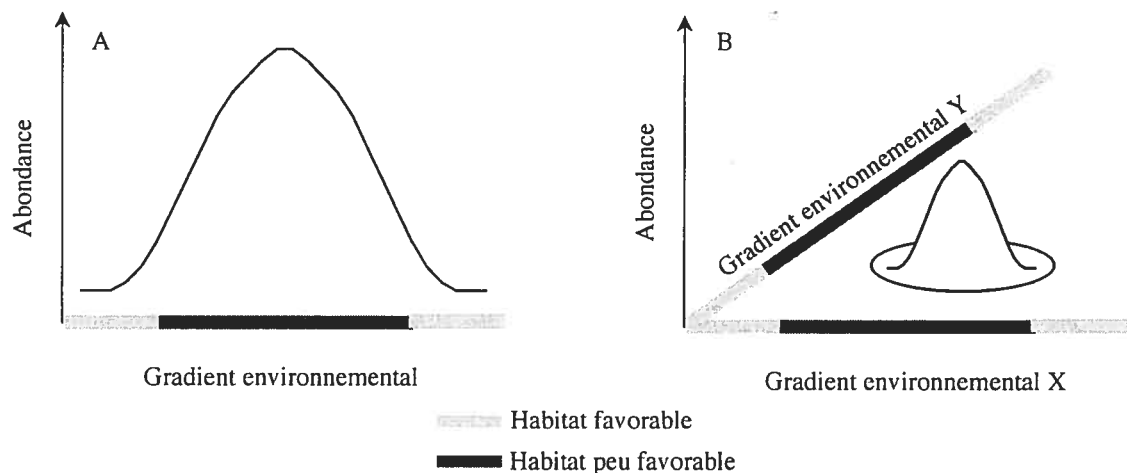 A
Abondance
Gradient environnemental
B
Abondance
Gradient environnemental Y
Gradient environnemental X
Habitat favorable
Habitat peu favorable